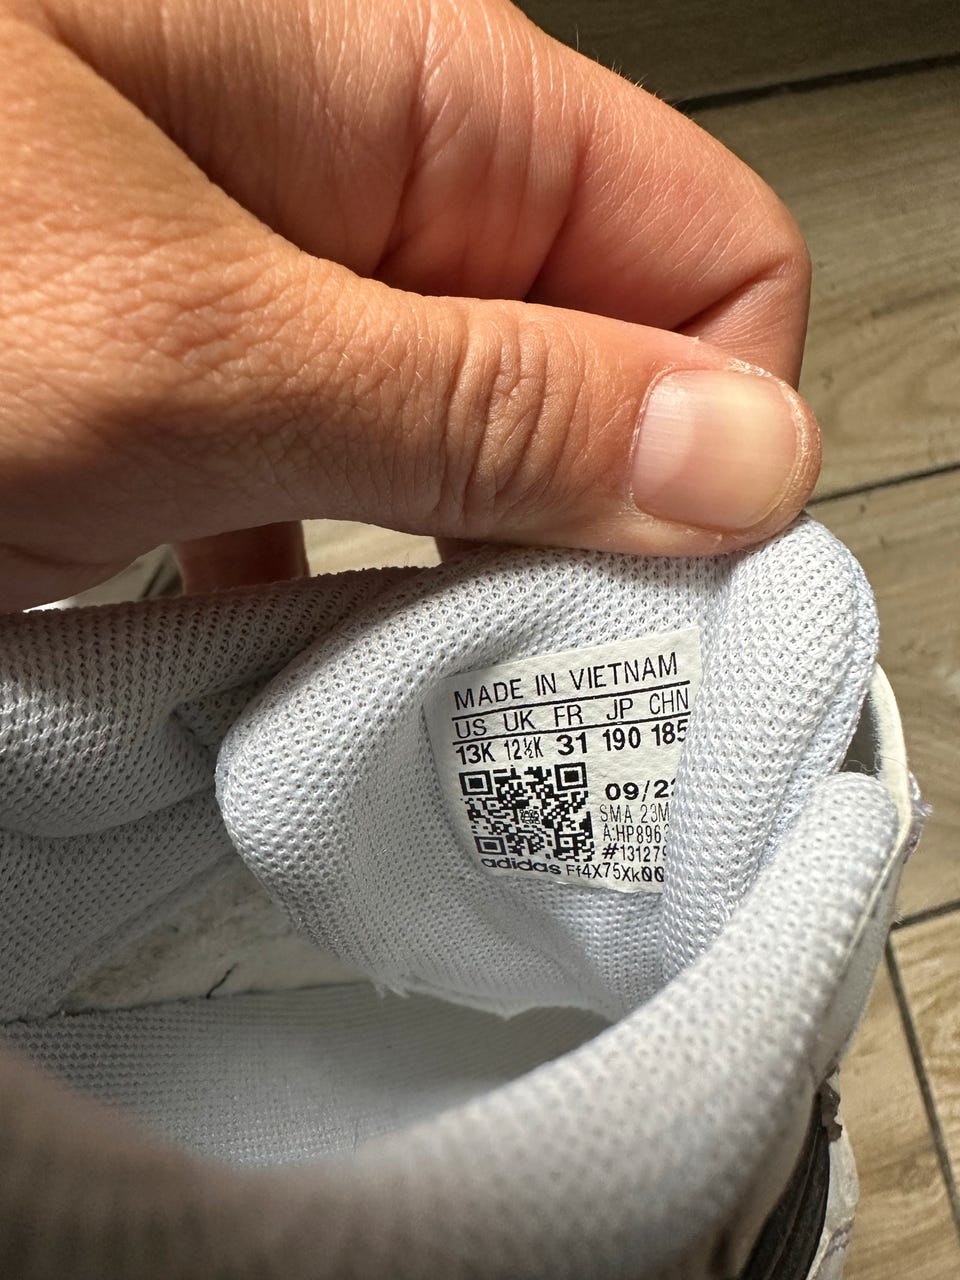 MADE IN VIETNAM
US UK FR JP CHN
13K 12½K 31 190 185
09/2
SMA 23M
A:HP896
#13127
adidas Ff4X75Xk00